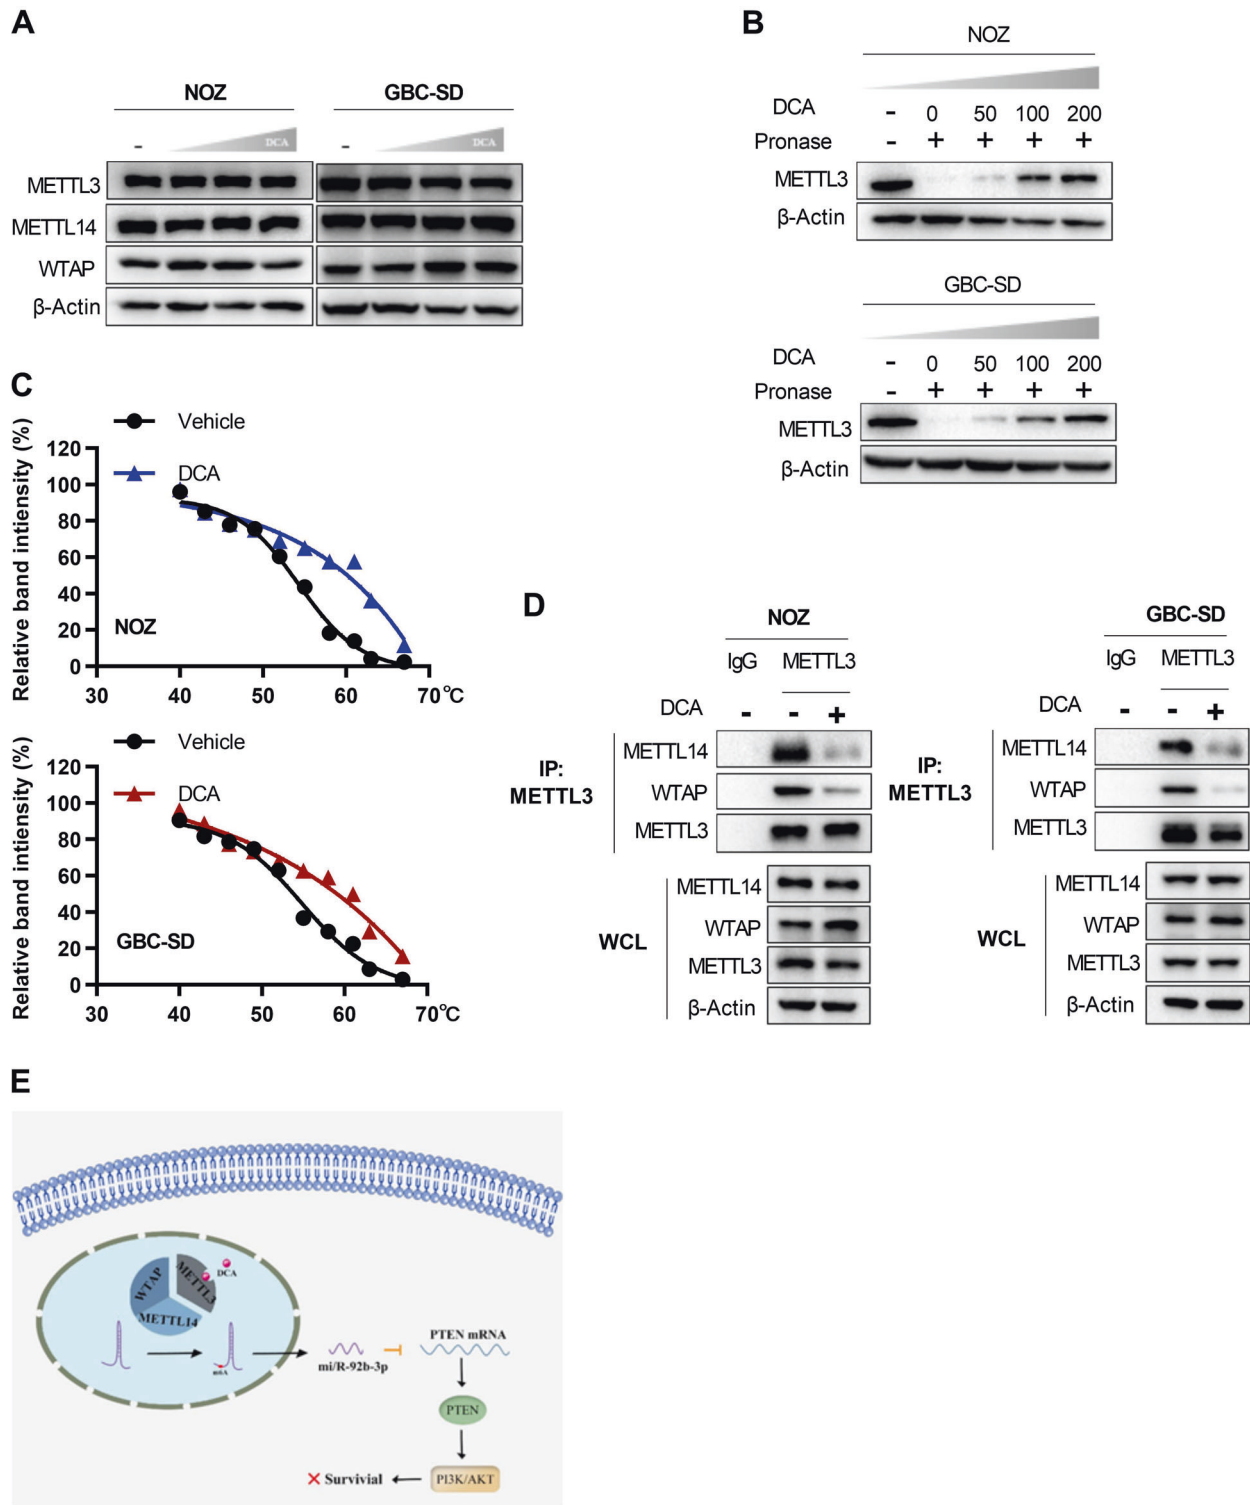 A
NOZ GBC-SD
- DCA - DCA
METTL3
METTL14
WTAP
β-Actin
B
NOZ
DCA - 0 50 100 200
Pronase - + + + +
METTL3
β-Actin
GBC-SD
DCA - 0 50 100 200
Pronase - + + + +
METTL3
β-Actin
C
Vehicle
DCA
Relative band intiensity (%)
120
100
80
60
40
20
0
NOZ
30 40 50 60 70℃
Vehicle
DCA
Relative band intiensity (%)
120
100
80
60
40
20
0
GBC-SD
30 40 50 60 70℃
D
NOZ
IgG METTL3
DCA - - +
IP: METTL3
METTL14
WTAP
METTL3
WCL
METTL14
WTAP
METTL3
β-Actin
GBC-SD
IgG METTL3
DCA - - +
IP: METTL3
METTL14
WTAP
METTL3
WCL
METTL14
WTAP
METTL3
β-Actin
E
WTAP
METTL3
DCA
METTL14
m6A
mi/R-92b-3p
PTEN mRNA
PTEN
PI3K/AKT
Survivial